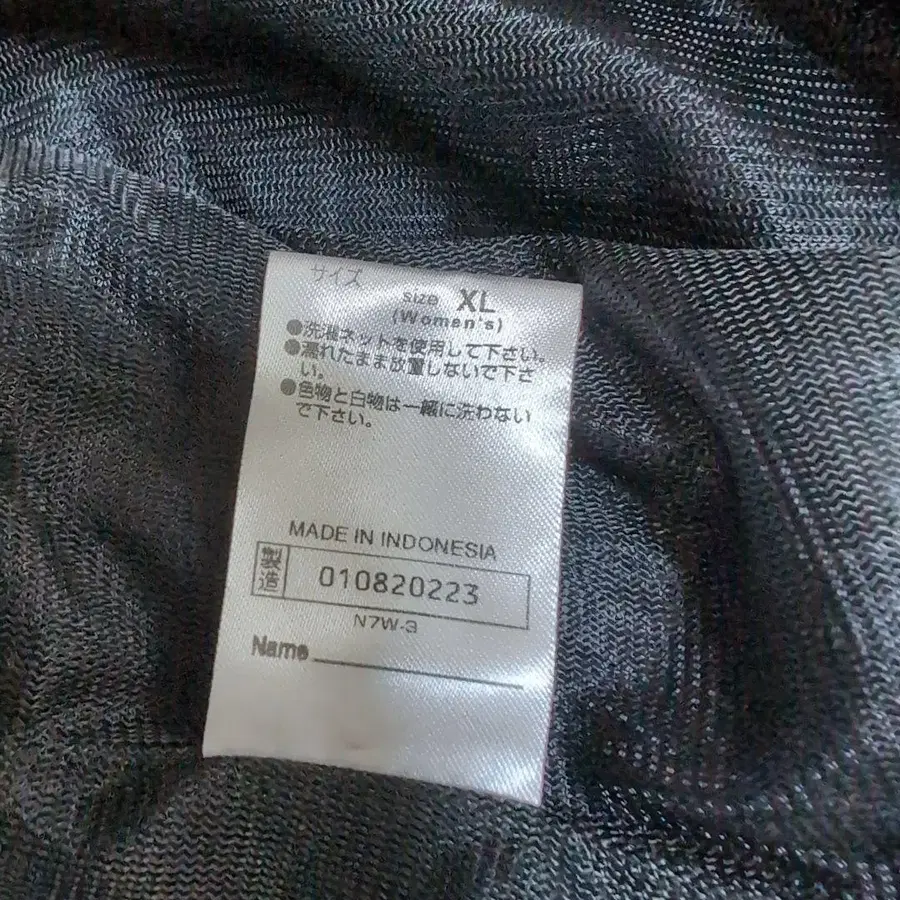 サイズ
size XL
(Women's)
●洗濯ネットを使用して下さい。
●濡れたまま放置しないで下さ
い。
●色物と白物は一緒に洗わない
で下さい。
MADE IN INDONESIA
製造 010820223
N7W-3
Name